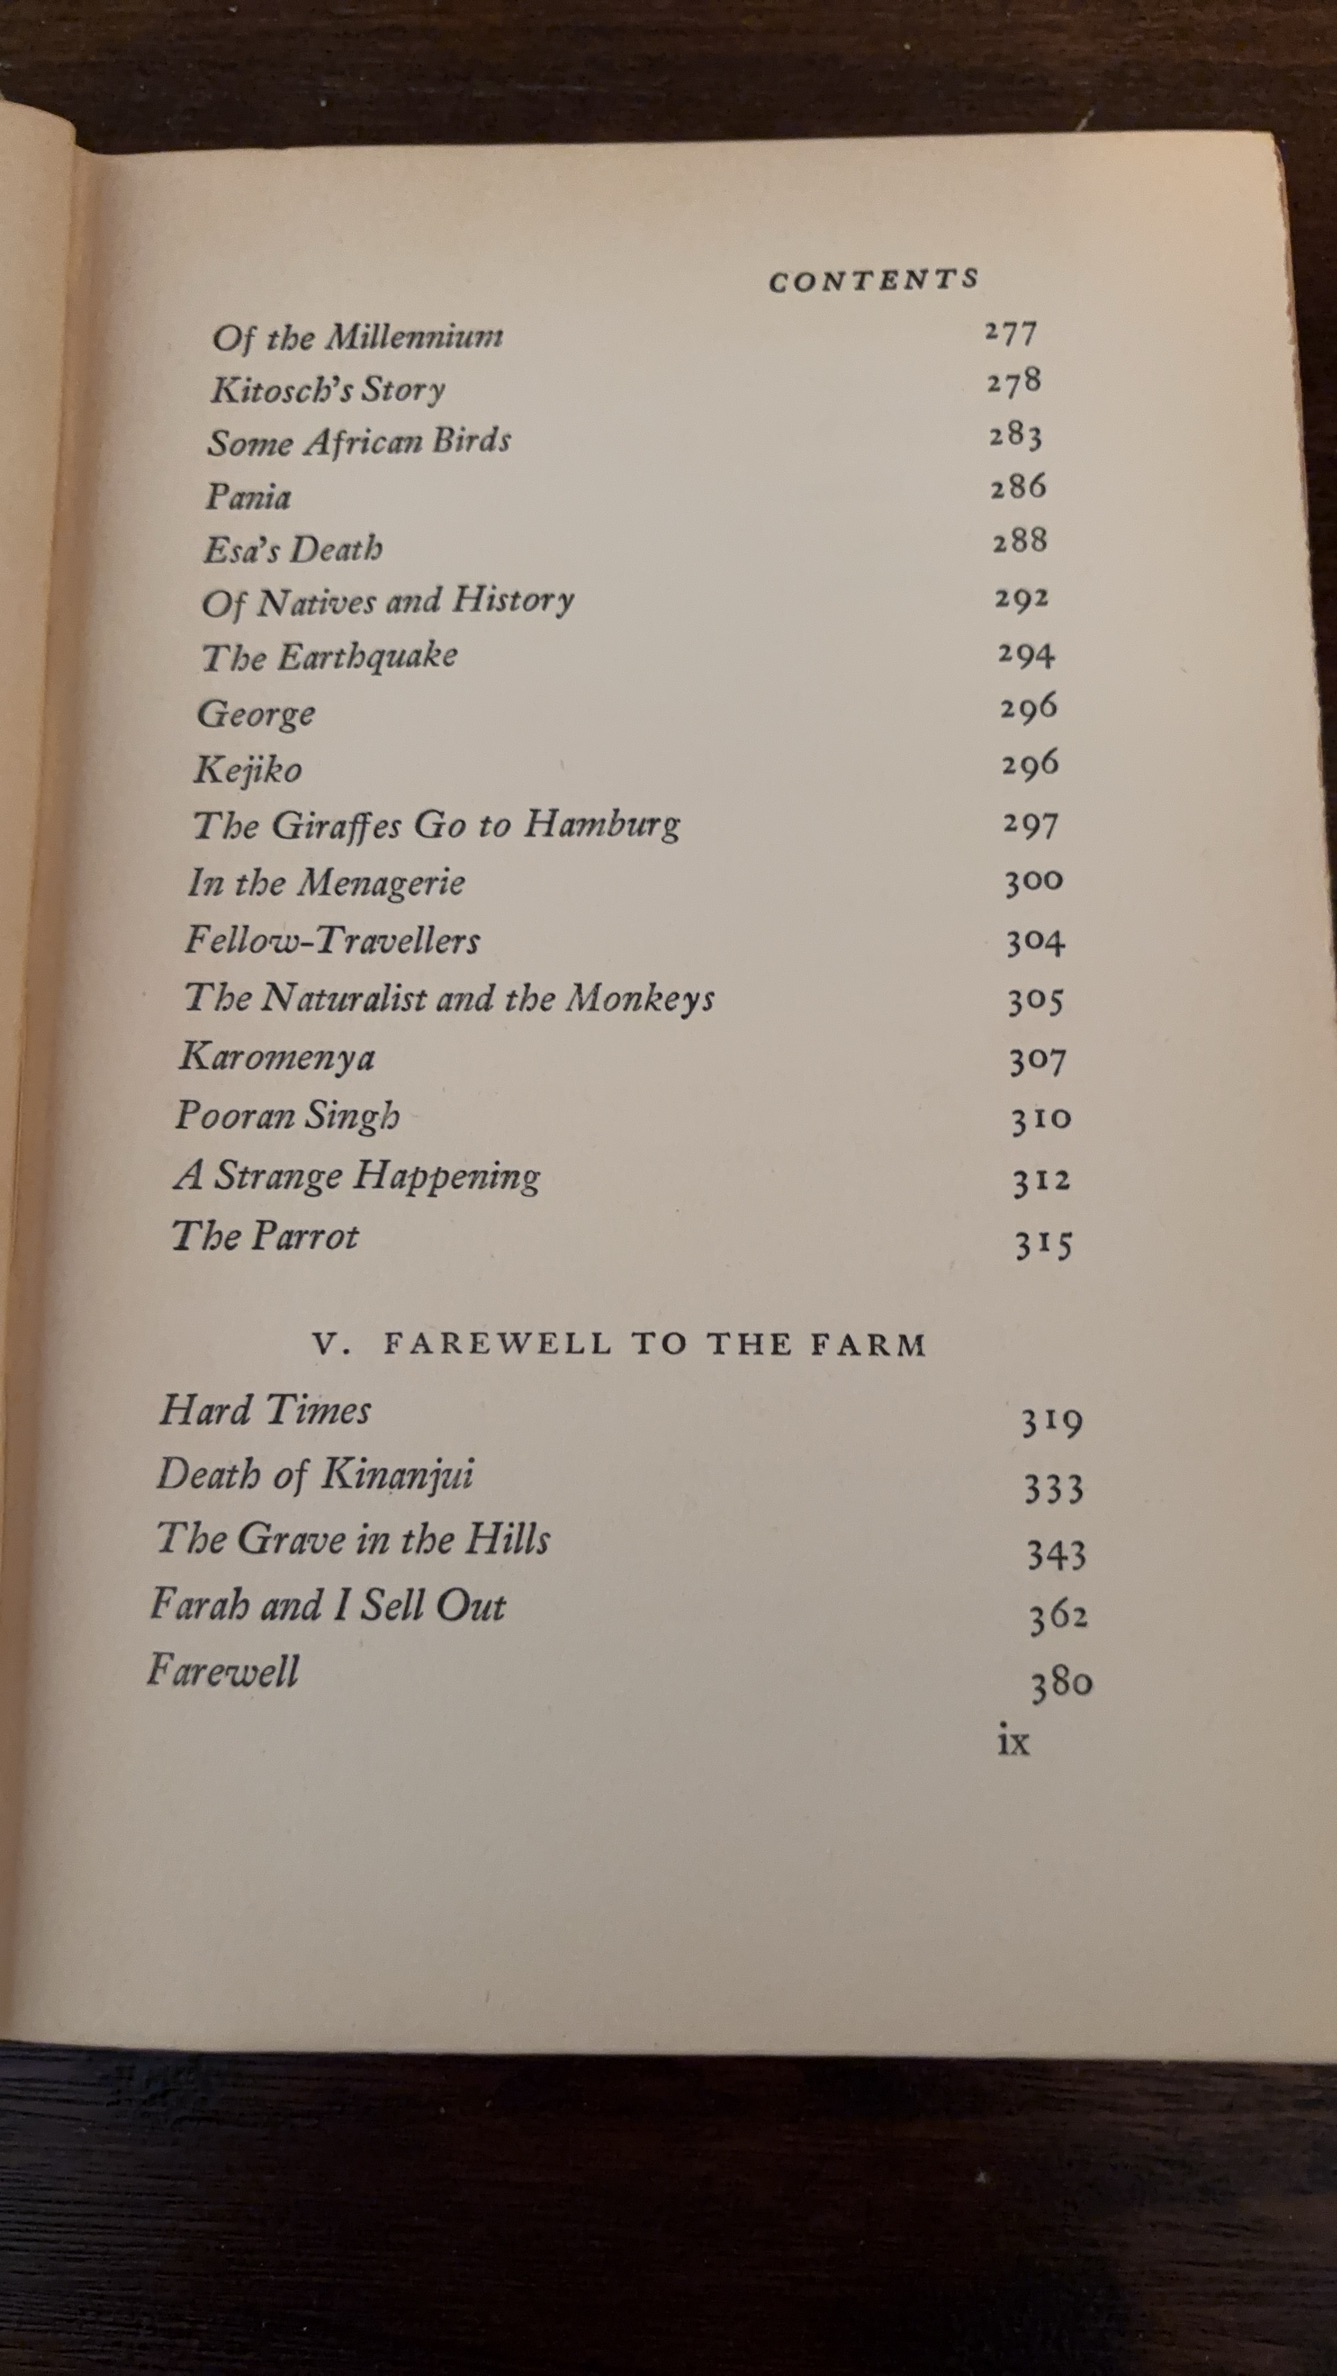 CONTENTS
Of the Millennium 277
Kitosch's Story 278
Some African Birds 283
Pania 286
Esa's Death 288
Of Natives and History 292
The Earthquake 294
George 296
Kejiko 296
The Giraffes Go to Hamburg 297
In the Menagerie 300
Fellow-Travellers 304
The Naturalist and the Monkeys 305
Karomenya 307
Pooran Singh 310
A Strange Happening 312
The Parrot 315
V. FAREWELL TO THE FARM
Hard Times 319
Death of Kinanjui 333
The Grave in the Hills 343
Farah and I Sell Out 362
Farewell 380
ix